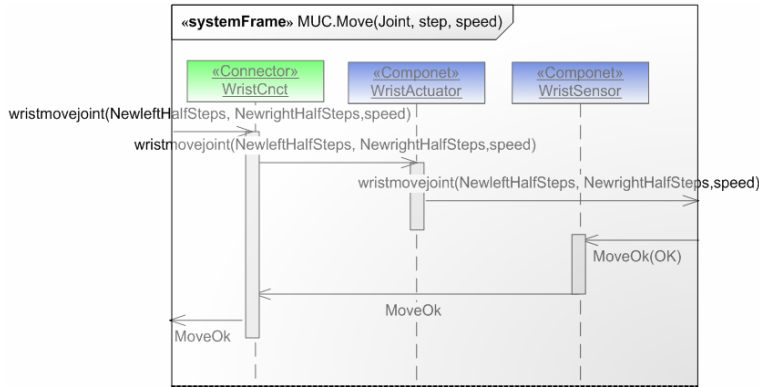 «systemFrame» MUC.Move(Joint, step, speed)
«Connector»
WristCnct
«Componet»
WristActuator
«Componet»
WristSensor
wristmovejoint(NewleftHalfSteps, NewrightHalfSteps,speed)
wristmovejoint(NewleftHalfSteps, NewrightHalfSteps,speed)
wristmovejoint(NewleftHalfSteps, NewrightHalfSteps,speed)
MoveOk(OK)
MoveOk
MoveOk